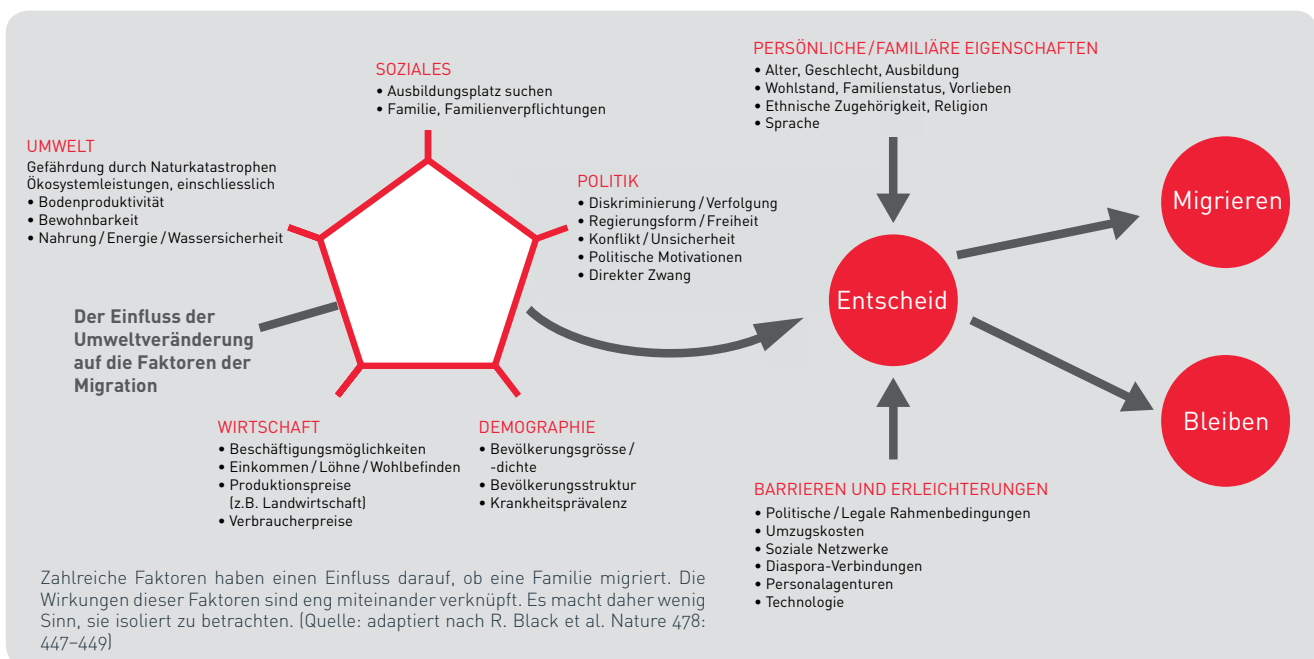 SOZIALES
• Ausbildungsplatz suchen
• Familie, Familienverpflichtungen
UMWELT
Gefährdung durch Naturkatastrophen
Ökosystemleistungen, einschliesslich
• Bodenproduktivität
• Bewohnbarkeit
• Nahrung / Energie / Wassersicherheit
POLITIK
• Diskriminierung / Verfolgung
• Regierungsform / Freiheit
• Konflikt / Unsicherheit
• Politische Motivationen
• Direkter Zwang
Der Einfluss der
Umweltveränderung
auf die Faktoren der
Migration
WIRTSCHAFT
• Beschäftigungsmöglichkeiten
• Einkommen / Löhne / Wohlbefinden
• Produktionspreise
(z.B. Landwirtschaft)
• Verbraucherpreise
DEMOGRAPHIE
• Bevölkerungsgrösse /
-dichte
• Bevölkerungsstruktur
• Krankheitsprävalenz
PERSÖNLICHE / FAMILIÄRE EIGENSCHAFTEN
• Alter, Geschlecht, Ausbildung
• Wohlstand, Familienstatus, Vorlieben
• Ethnische Zugehörigkeit, Religion
• Sprache
Entscheid
Migrieren
Bleiben
BARRIEREN UND ERLEICHTERUNGEN
• Politische / Legale Rahmenbedingungen
• Umzugskosten
• Soziale Netzwerke
• Diaspora-Verbindungen
• Personalagenturen
• Technologie
Zahlreiche Faktoren haben einen Einfluss darauf, ob eine Familie migriert. Die
Wirkungen dieser Faktoren sind eng miteinander verknüpft. Es macht daher wenig
Sinn, sie isoliert zu betrachten. (Quelle: adaptiert nach R. Black et al. Nature 478:
447–449)